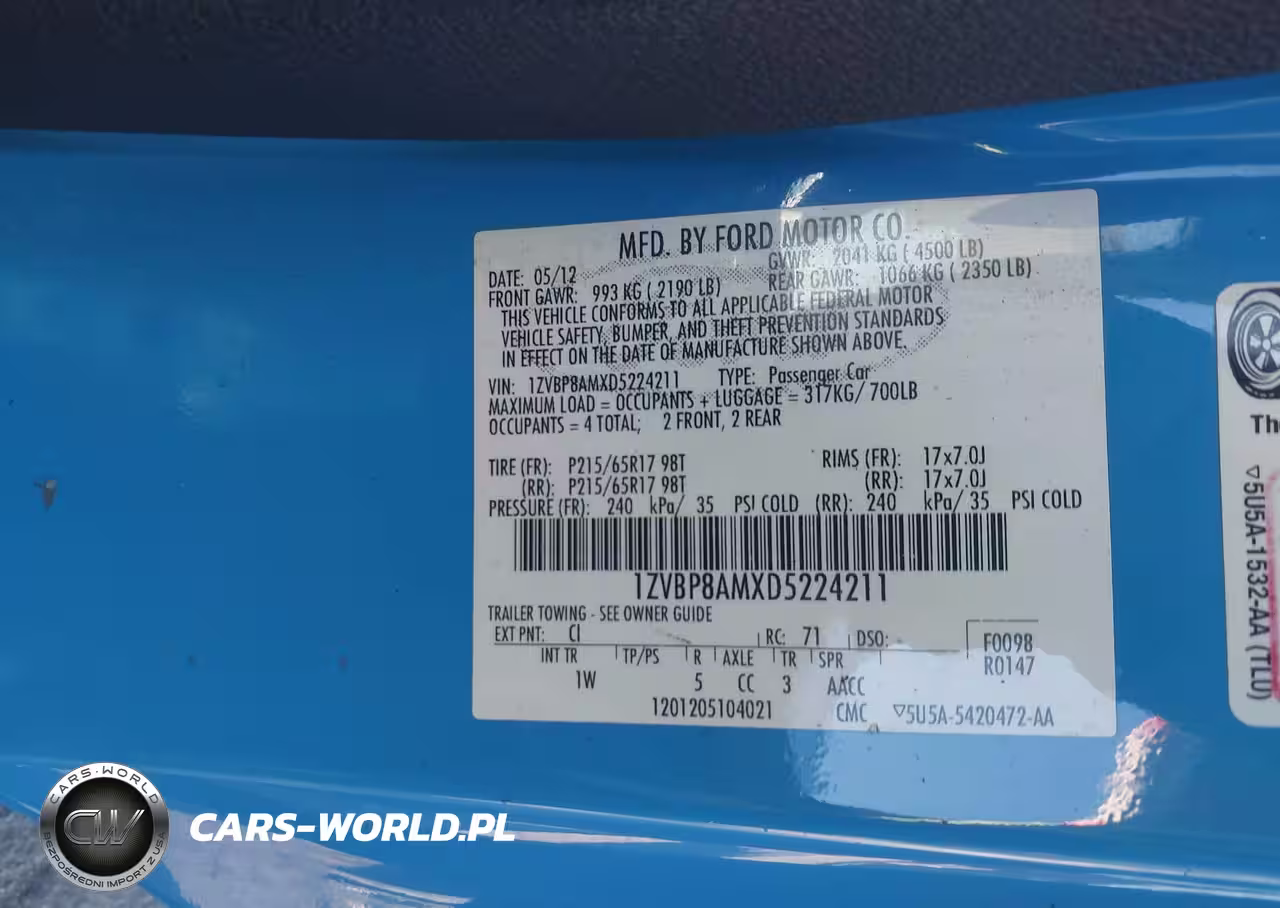 MFD. BY FORD MOTOR CO.
DATE: 05/12 GVWR: 2041 KG ( 4500 LB)
FRONT GAWR: 993 KG ( 2190 LB) REAR GAWR: 1066 KG ( 2350 LB)
THIS VEHICLE CONFORMS TO ALL APPLICABLE FEDERAL MOTOR
VEHICLE SAFETY, BUMPER, AND THEFT PREVENTION STANDARDS
IN EFFECT ON THE DATE OF MANUFACTURE SHOWN ABOVE.
VIN: 1ZVBP8AMXD5224211 TYPE: Passenger Car
MAXIMUM LOAD = OCCUPANTS + LUGGAGE = 317KG/ 700LB
OCCUPANTS = 4 TOTAL; 2 FRONT, 2 REAR
TIRE (FR): P215/65R17 98T RIMS (FR): 17x7.0J
(RR): P215/65R17 98T (RR): 17x7.0J
PRESSURE (FR): 240 kPa/ 35 PSI COLD (RR): 240 kPa/ 35 PSI COLD
1ZVBP8AMXD5224211
TRAILER TOWING - SEE OWNER GUIDE
EXT PNT: CI RC: 71 DSO: F0098
R0147
INT TR TP/PS R AXLE TR SPR
1W 5 CC 3 AACC
1201205104021 CMC ▽5U5A-5420472-AA
Th
▽5U5A-1532-AA (TLU)
CARS-WORLD
CW
BEZPOŚREDNI IMPORT Z USA
CARS-WORLD.PL